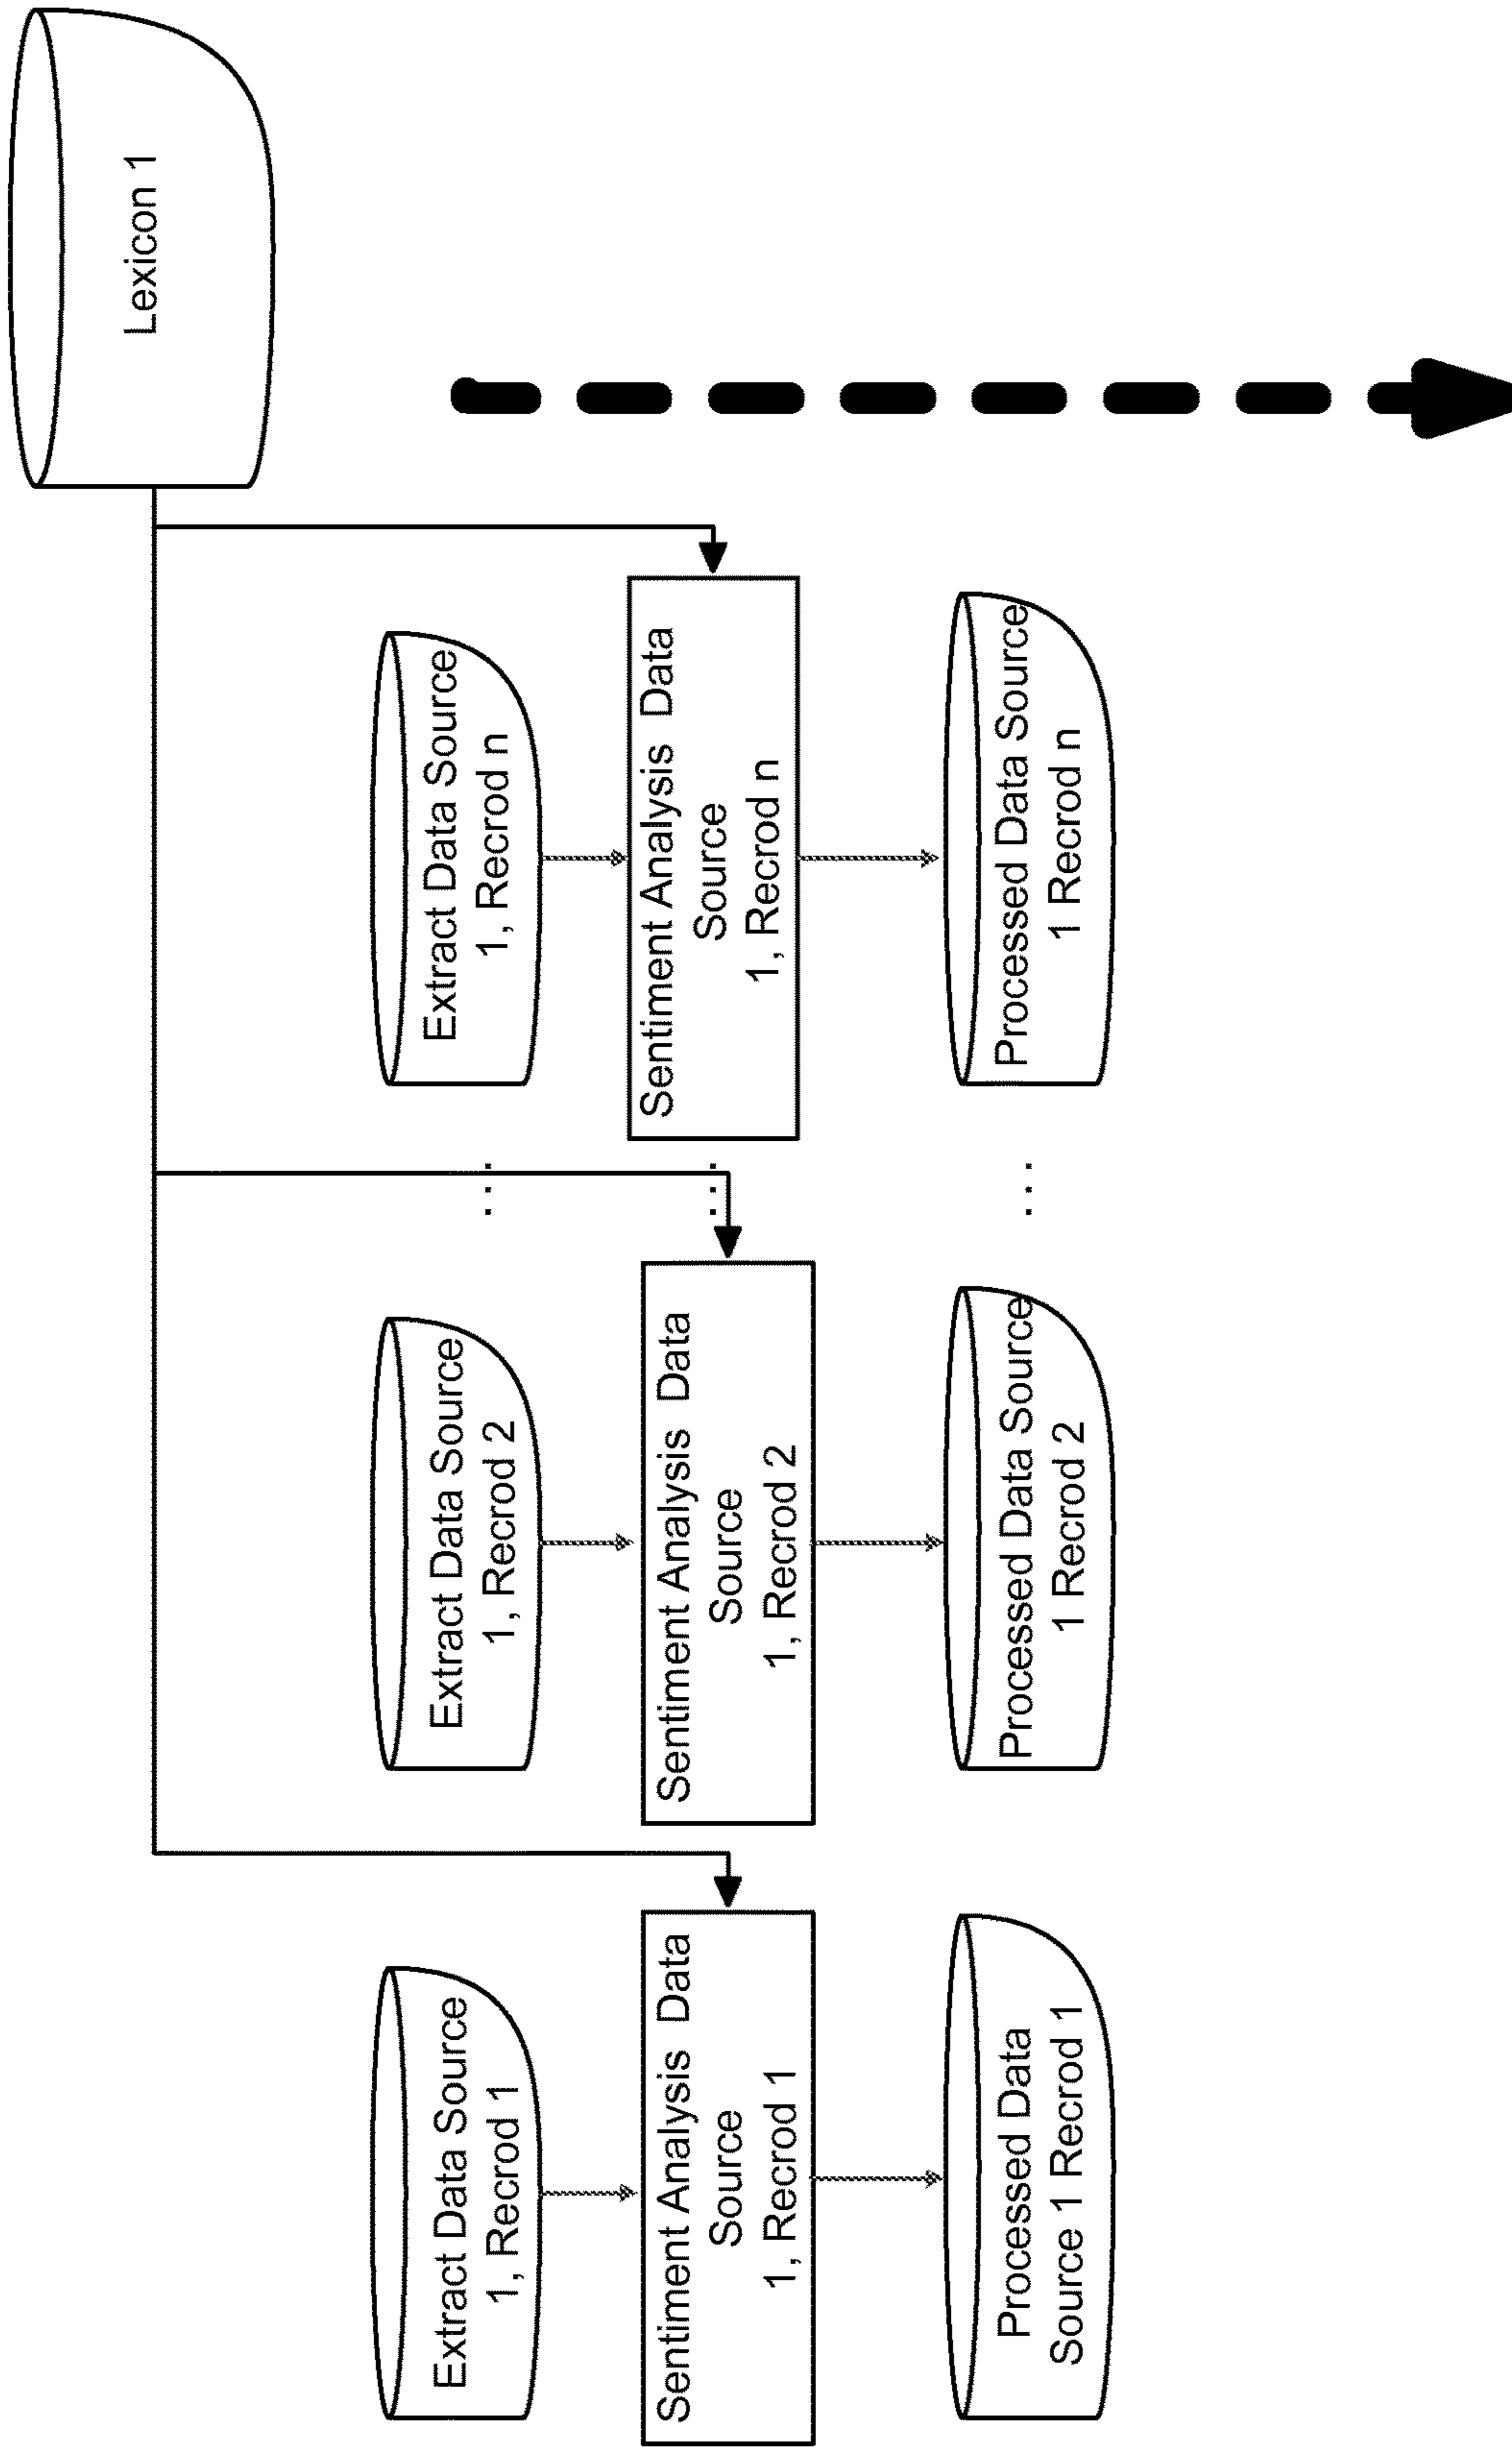 Lexicon 1
Extract Data Source
1, Recrod 1
Extract Data Source
1, Recrod 2
...
Extract Data Source
1, Recrod n
Sentiment Analysis Data
Source
1, Recrod 1
Sentiment Analysis Data
Source
1, Recrod 2
...
Sentiment Analysis Data
Source
1, Recrod n
Processed Data
Source 1 Recrod 1
Processed Data Source
1 Recrod 2
...
Processed Data Source
1 Recrod n